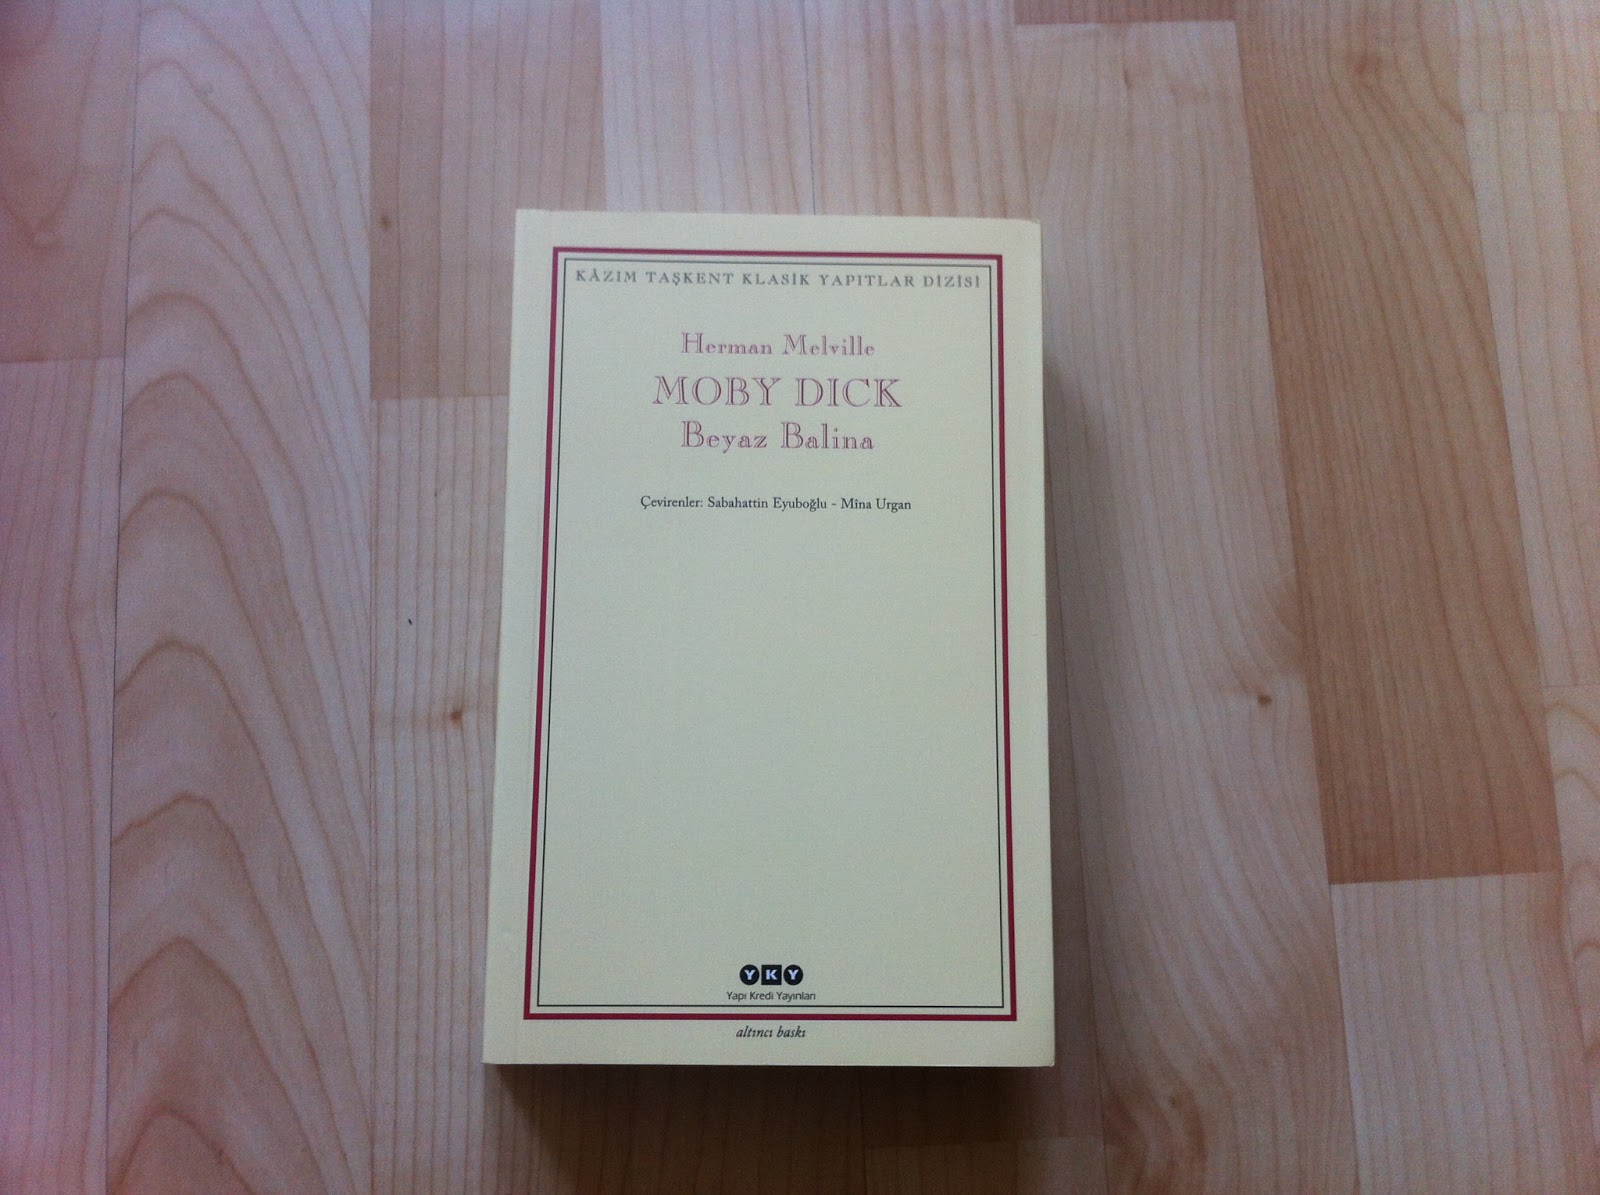 KÂZIM TAŞKENT KLASİK YAPITLAR DİZİSİ
Herman Melville
MOBY DICK
Beyaz Balina
Çevirenler: Sabahattin Eyuboğlu - Mîna Urgan
YKY
Yapı Kredi Yayınları
altıncı baskı